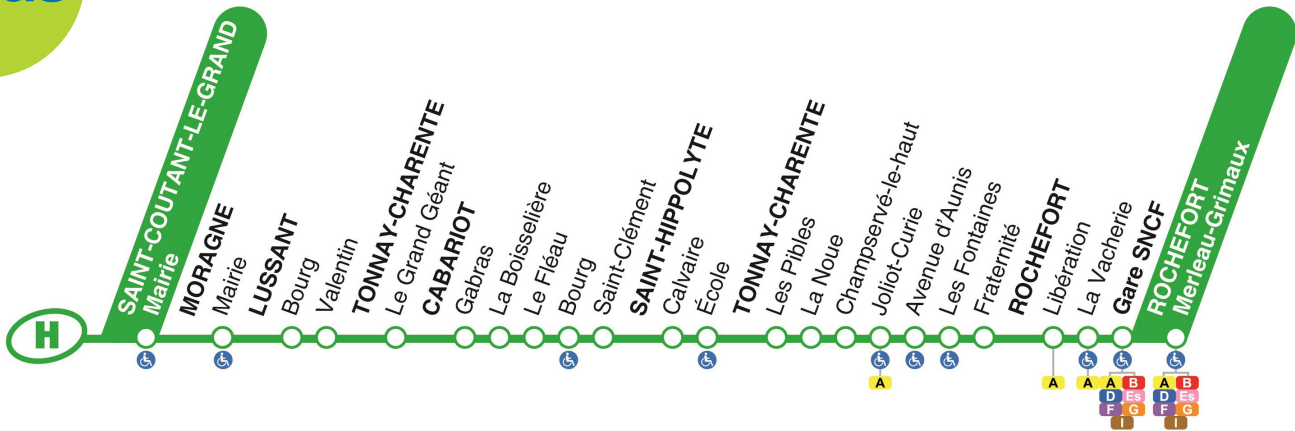 H
SAINT-COUTANT-LE-GRAND
Mairie
MORAGNE
Mairie
LUSSANT
Bourg
Valentin
TONNAY-CHARENTE
Le Grand Géant
CABARIOT
Gabras
La Boisselière
Le Fléau
Bourg
Saint-Clément
SAINT-HIPPOLYTE
Calvaire
École
TONNAY-CHARENTE
Les Pibles
La Noue
Champservé-le-haut
Joliot-Curie
Avenue d'Aunis
Les Fontaines
Fraternité
ROCHEFORT
Libération
La Vacherie
Gare SNCF
ROCHEFORT
Merleau-Grimaux
A
A
A
A B
D Es
F G
I
A B
D Es
F G
I